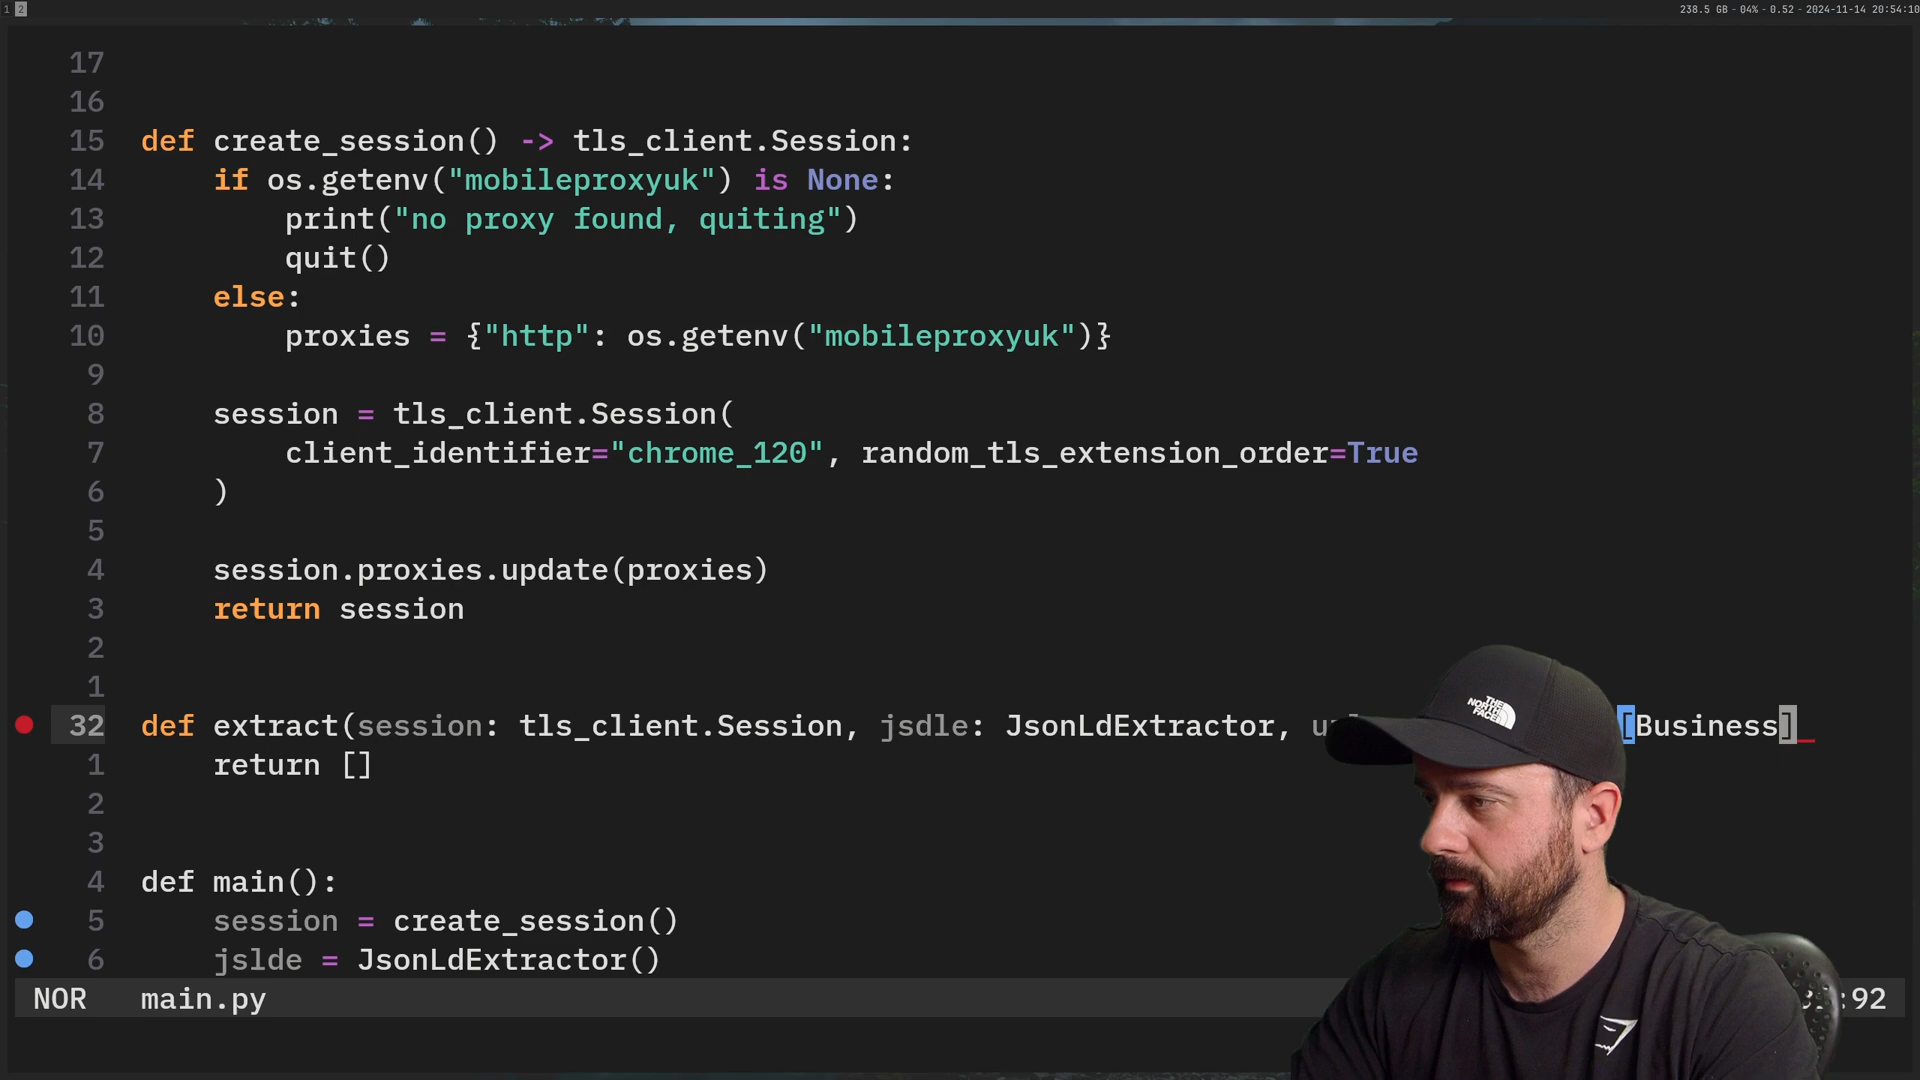 1 2
238.5 GB - 04% - 0.52 - 2024-11-14 20:54:10
17
16
15 def create_session() -> tls_client.Session:
14 if os.getenv("mobileproxyuk") is None:
13 print("no proxy found, quiting")
12 quit()
11 else:
10 proxies = {"http": os.getenv("mobileproxyuk")}
9
8 session = tls_client.Session(
7 client_identifier="chrome_120", random_tls_extension_order=True
6 )
5
4 session.proxies.update(proxies)
3 return session
2
1
32 def extract(session: tls_client.Session, jsdle: JsonLdExtractor, [Business]
1 return []
2
3
4 def main():
5 session = create_session()
6 jslde = JsonLdExtractor()
NOR main.py :92
THE
NORTH
FACE